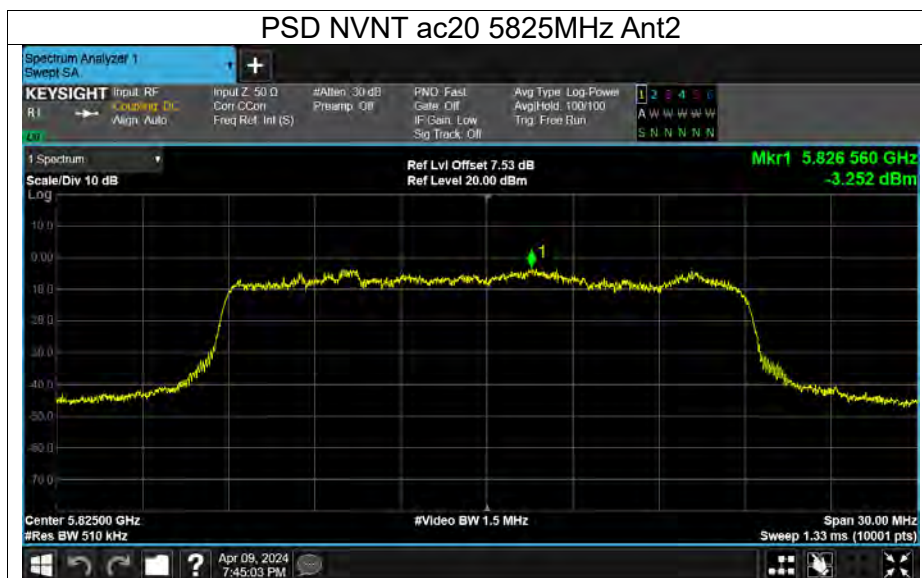 PSD NVNT ac20 5825MHz Ant2
Spectrum Analyzer 1
Swept SA
KEYSIGHT Input: RF
Coupling: DC
Align: Auto
Input Z: 50 Ω
Corr CCorr
Freq Ref: Int (S)
#Atten: 30 dB
Preamp: Off
PNO: Fast
Gate: Off
IF Gain: Low
Sig Track: Off
Avg Type: Log-Power
Avg|Hold: 100/100
Trig: Free Run
1 2 3 4 5 6
A W W W W W
S N N N N N
1 Spectrum
Scale/Div 10 dB
Ref Lvl Offset 7.53 dB
Ref Level 20.00 dBm
Mkr1 5.826 560 GHz
-3.252 dBm
Log
10.0
0.00
-10.0
-20.0
-30.0
-40.0
-50.0
-60.0
-70.0
1
Center 5.82500 GHz
#Res BW 510 kHz
#Video BW 1.5 MHz
Span 30.00 MHz
Sweep 1.33 ms (10001 pts)
?
Apr 09, 2024
7:45:03 PM